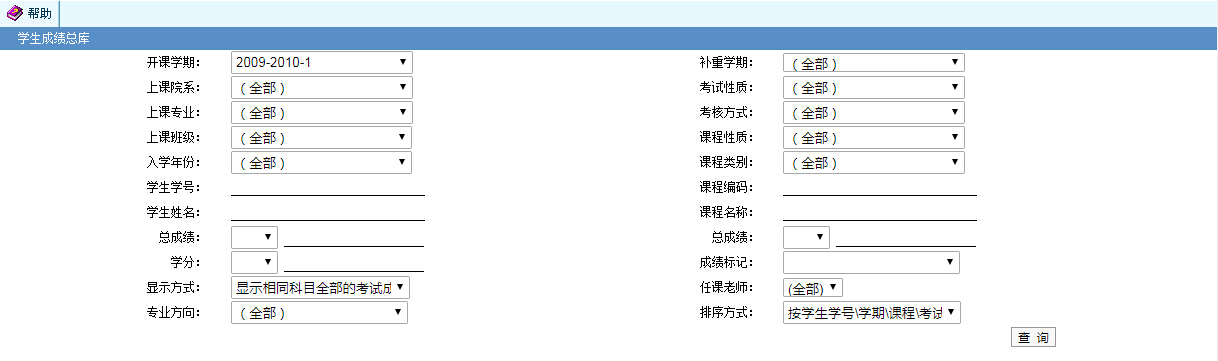 帮助
学生成绩总库
开课学期： 2009-2010-1 补重学期： （全部）
上课院系： （全部） 考试性质： （全部）
上课专业： （全部） 考核方式： （全部）
上课班级： （全部） 课程性质： （全部）
入学年份： （全部） 课程类别： （全部）
学生学号： 课程编码：
学生姓名： 课程名称：
总成绩： 总成绩：
学分： 成绩标记：
显示方式： 显示相同科目全部的考试成 任课老师： (全部)
专业方向： （全部） 排序方式： 按学生学号\学期\课程\考试
查 询